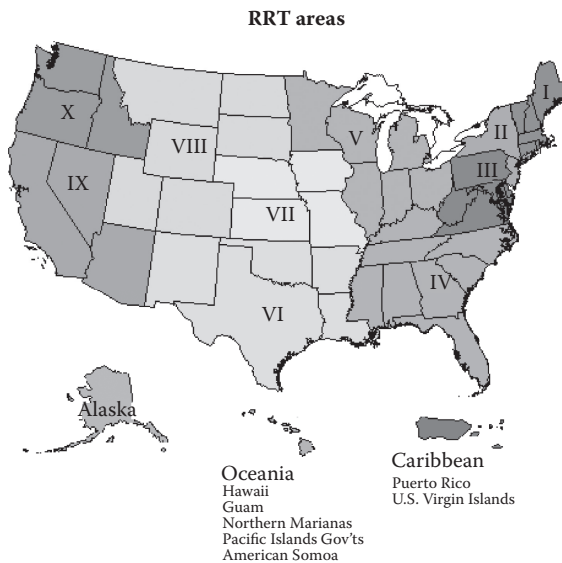 RRT areas
I
X
II
V
VIII
III
IX
VII
IV
VI
Alaska
Oceania
Hawaii
Guam
Northern Marianas
Pacific Islands Gov'ts
American Somoa
Caribbean
Puerto Rico
U.S. Virgin Islands